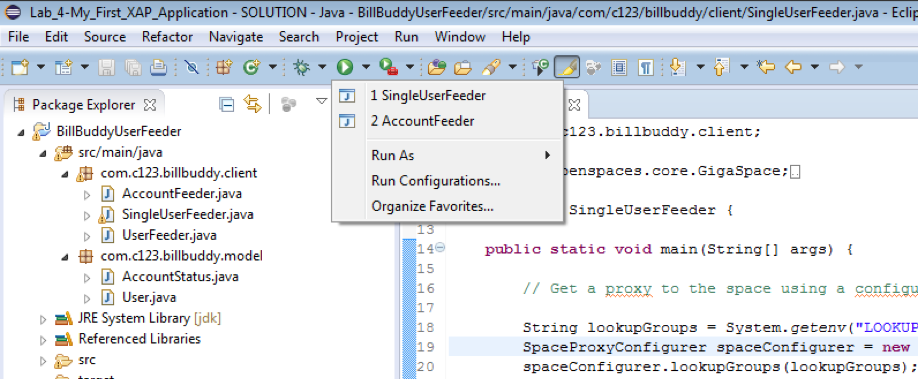 Lab_4-My_First_XAP_Application - SOLUTION - Java - BillBuddyUserFeeder/src/main/java/com/c123/billbuddy/client/SingleUserFeeder.java - Eclip
File Edit Source Refactor Navigate Search Project Run Window Help
Package Explorer
BillBuddyUserFeeder
src/main/java
com.c123.billbuddy.client
AccountFeeder.java
SingleUserFeeder.java
UserFeeder.java
com.c123.billbuddy.model
AccountStatus.java
User.java
JRE System Library [jdk]
Referenced Libraries
src
target
1 SingleUserFeeder
2 AccountFeeder
Run As
Run Configurations...
Organize Favorites...
c123.billbuddy.client;
penspaces.core.GigaSpace;
SingleUserFeeder {
13
14 public static void main(String[] args) {
15
16 // Get a proxy to the space using a configu
17
18 String lookupGroups = System.getenv("LOOKUP
19 SpaceProxyConfigurer spaceConfigurer = new
20 spaceConfigurer.lookupGroups(lookupGroups);